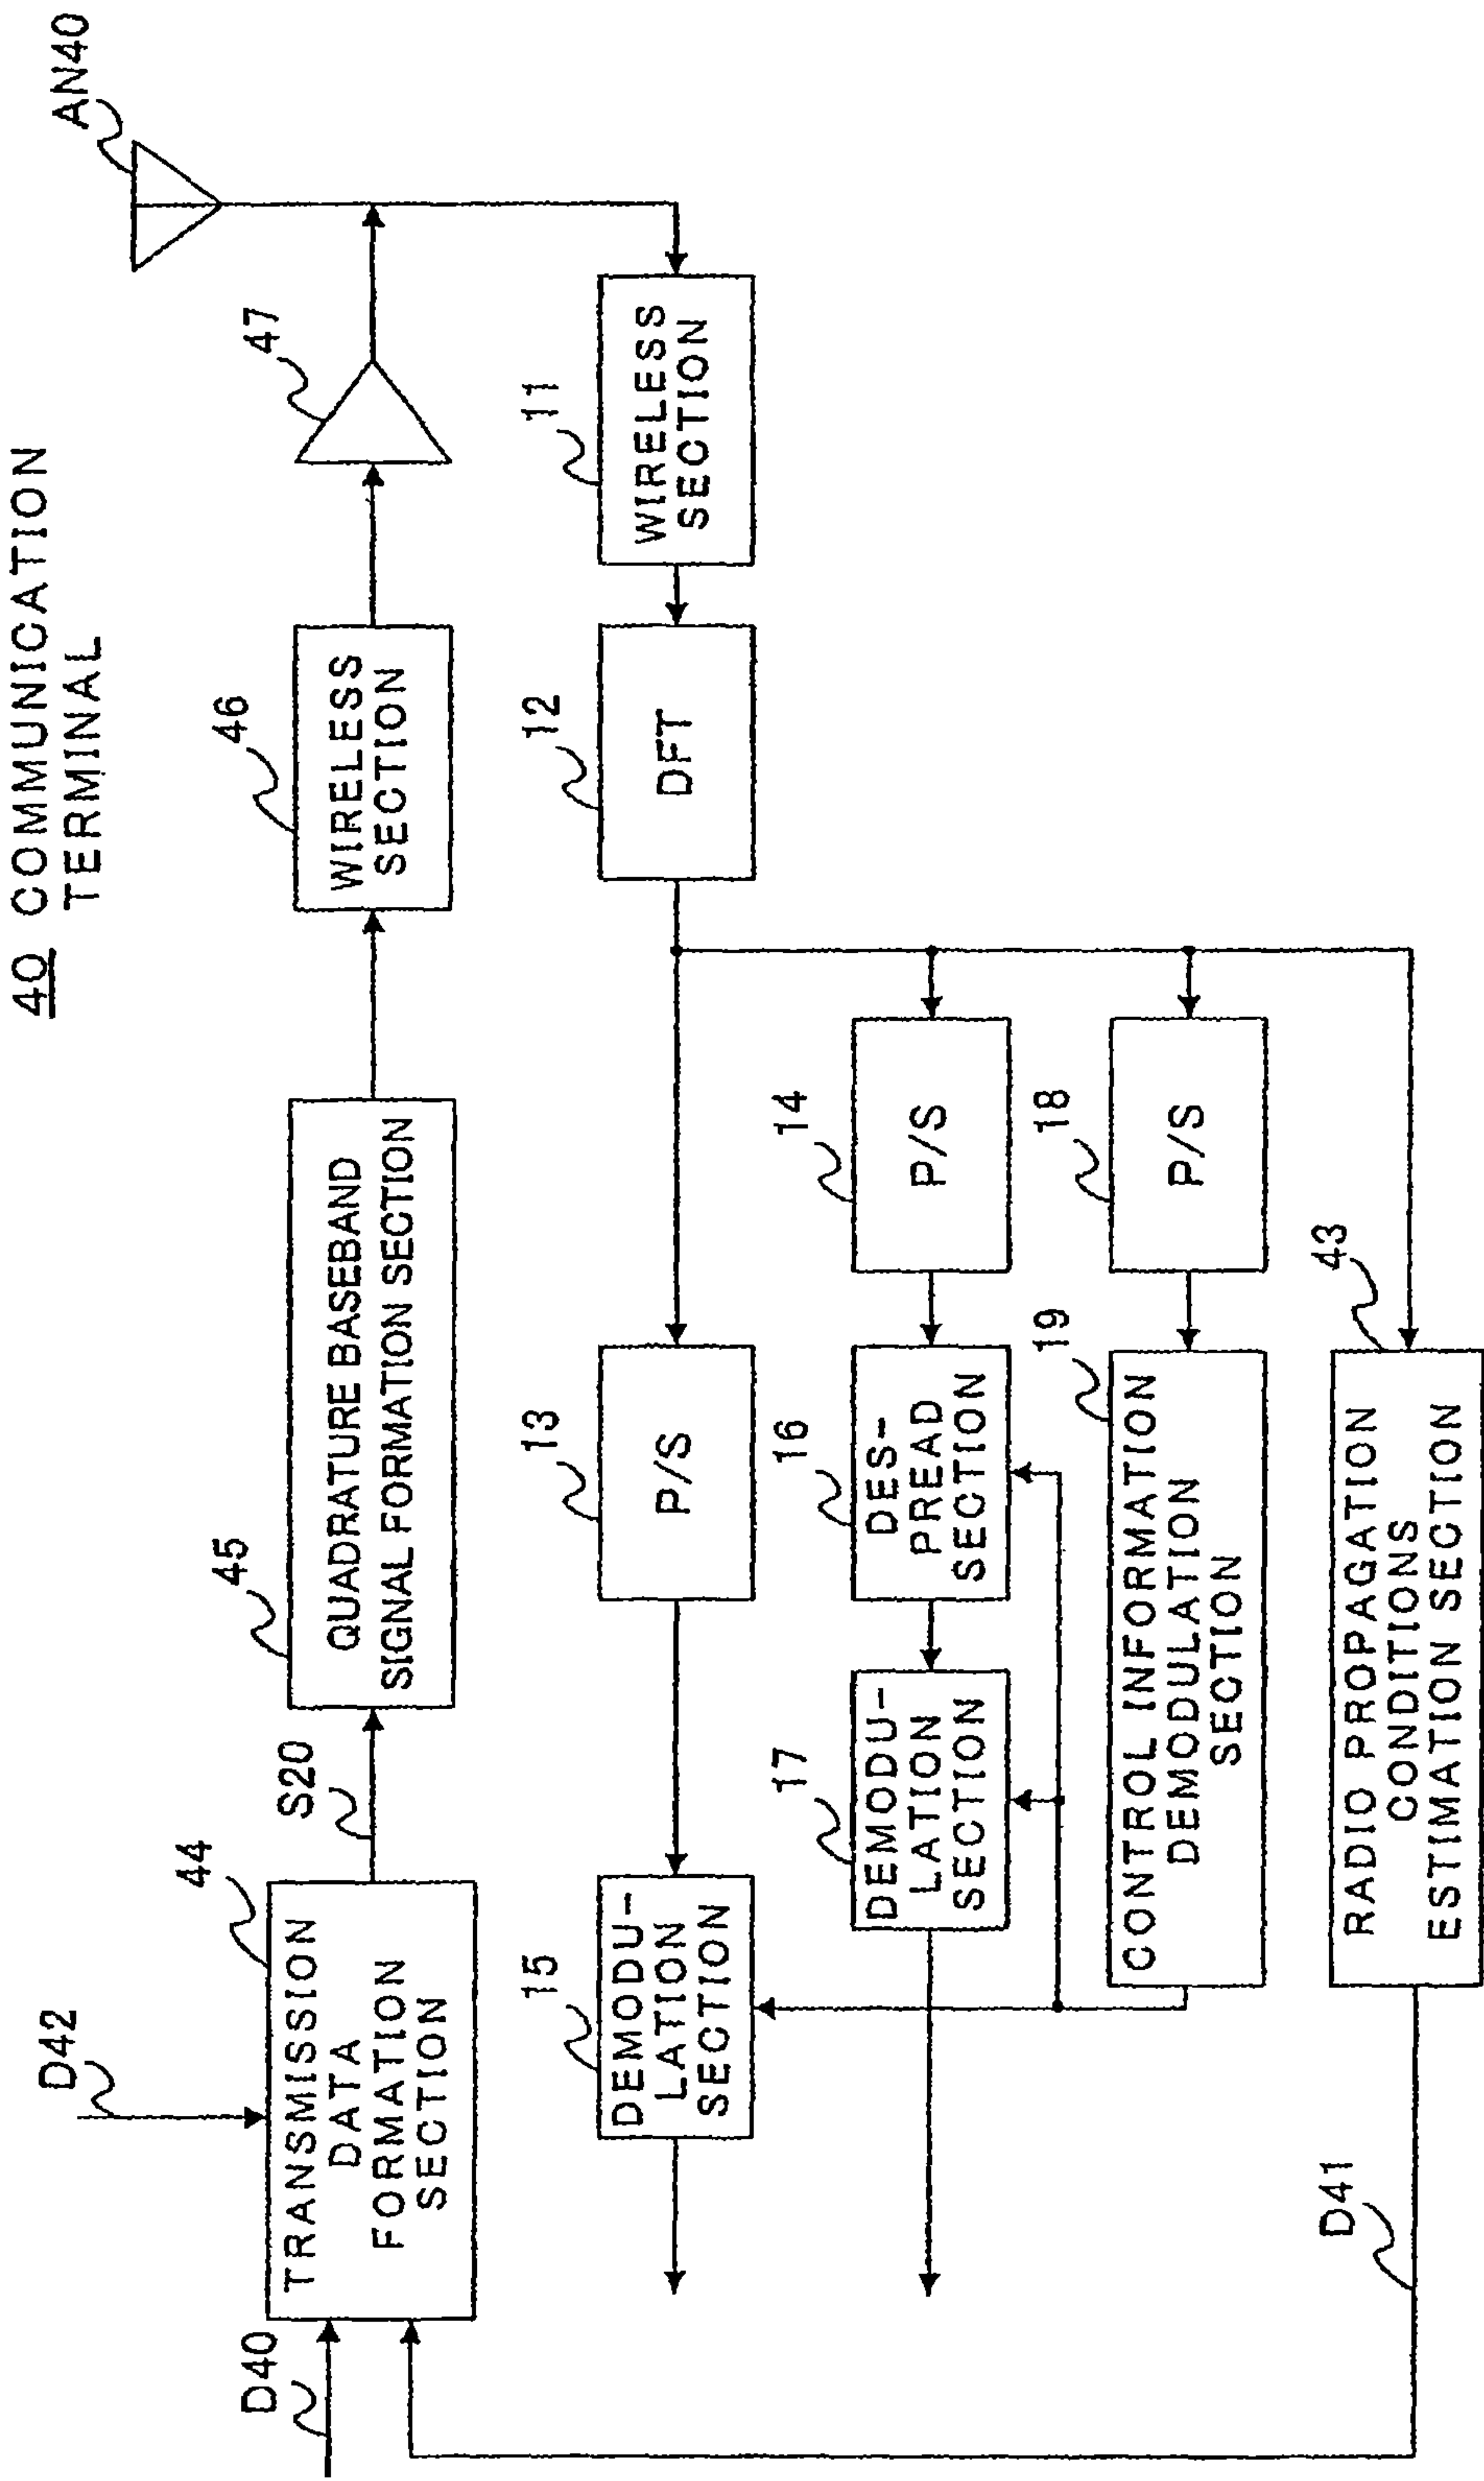 40 COMMUNICATION
TERMINAL
AN40
D42
D40
44
TRANSMISSION
DATA
FORMATION
SECTION
S20
45
QUADRATURE BASEBAND
SIGNAL FORMATION SECTION
46
WIRELESS
SECTION
47
15
DEMODU-
LATION
SECTION
13
P/S
12
DFT
11
WIRELESS
SECTION
17
DEMODU-
LATION
SECTION
16
DES-
PREAD
SECTION
14
P/S
19
CONTROL INFORMATION
DEMODULATION
SECTION
18
P/S
D41
43
RADIO PROPAGATION
CONDITIONS
ESTIMATION SECTION